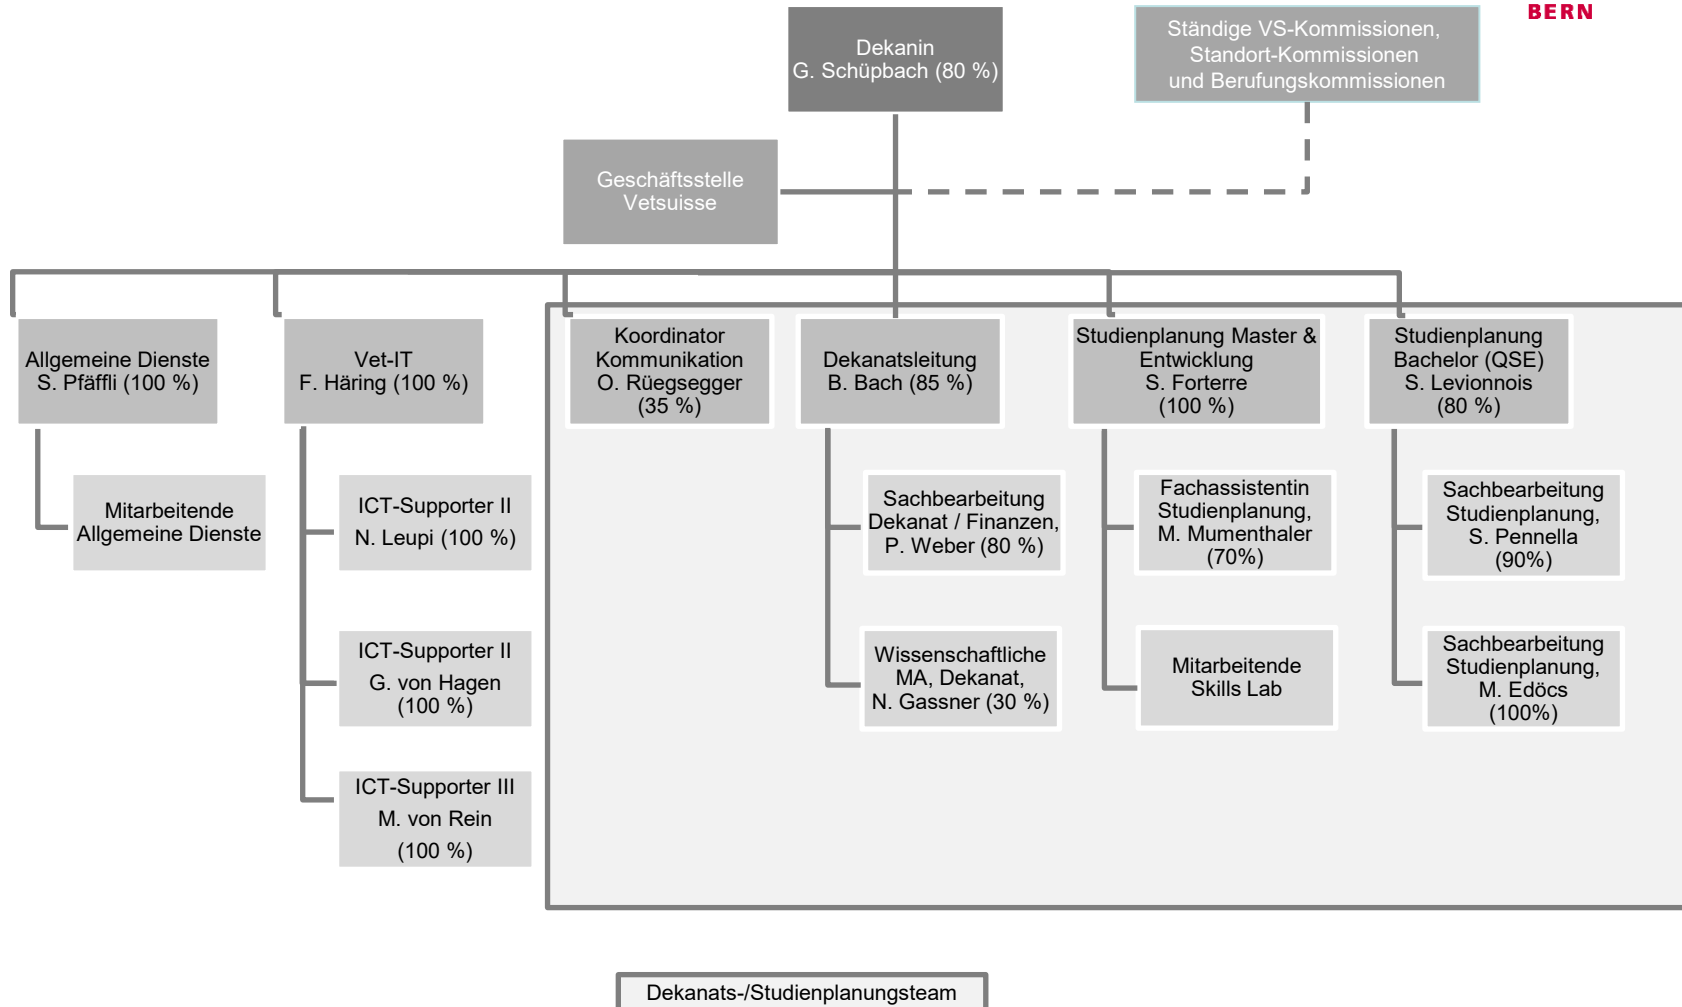 BERN
Dekanin
G. Schüpbach (80 %)
Ständige VS-Kommissionen,
Standort-Kommissionen
und Berufungskommissionen
Geschäftsstelle
Vetsuisse
Allgemeine Dienste
S. Pfäffli (100 %)
Vet-IT
F. Häring (100 %)
Koordinator
Kommunikation
O. Rüegsegger
(35 %)
Dekanatsleitung
B. Bach (85 %)
Studienplanung Master &
Entwicklung
S. Forterre
(100 %)
Studienplanung
Bachelor (QSE)
S. Levionnois
(80 %)
Mitarbeitende
Allgemeine Dienste
ICT-Supporter II
N. Leupi (100 %)
Sachbearbeitung
Dekanat / Finanzen,
P. Weber (80 %)
Fachassistentin
Studienplanung,
M. Mumenthaler
(70%)
Sachbearbeitung
Studienplanung,
S. Pennella
(90%)
ICT-Supporter II
G. von Hagen
(100 %)
Wissenschaftliche
MA, Dekanat,
N. Gassner (30 %)
Mitarbeitende
Skills Lab
Sachbearbeitung
Studienplanung,
M. Edöcs
(100%)
ICT-Supporter III
M. von Rein
(100 %)
Dekanats-/Studienplanungsteam